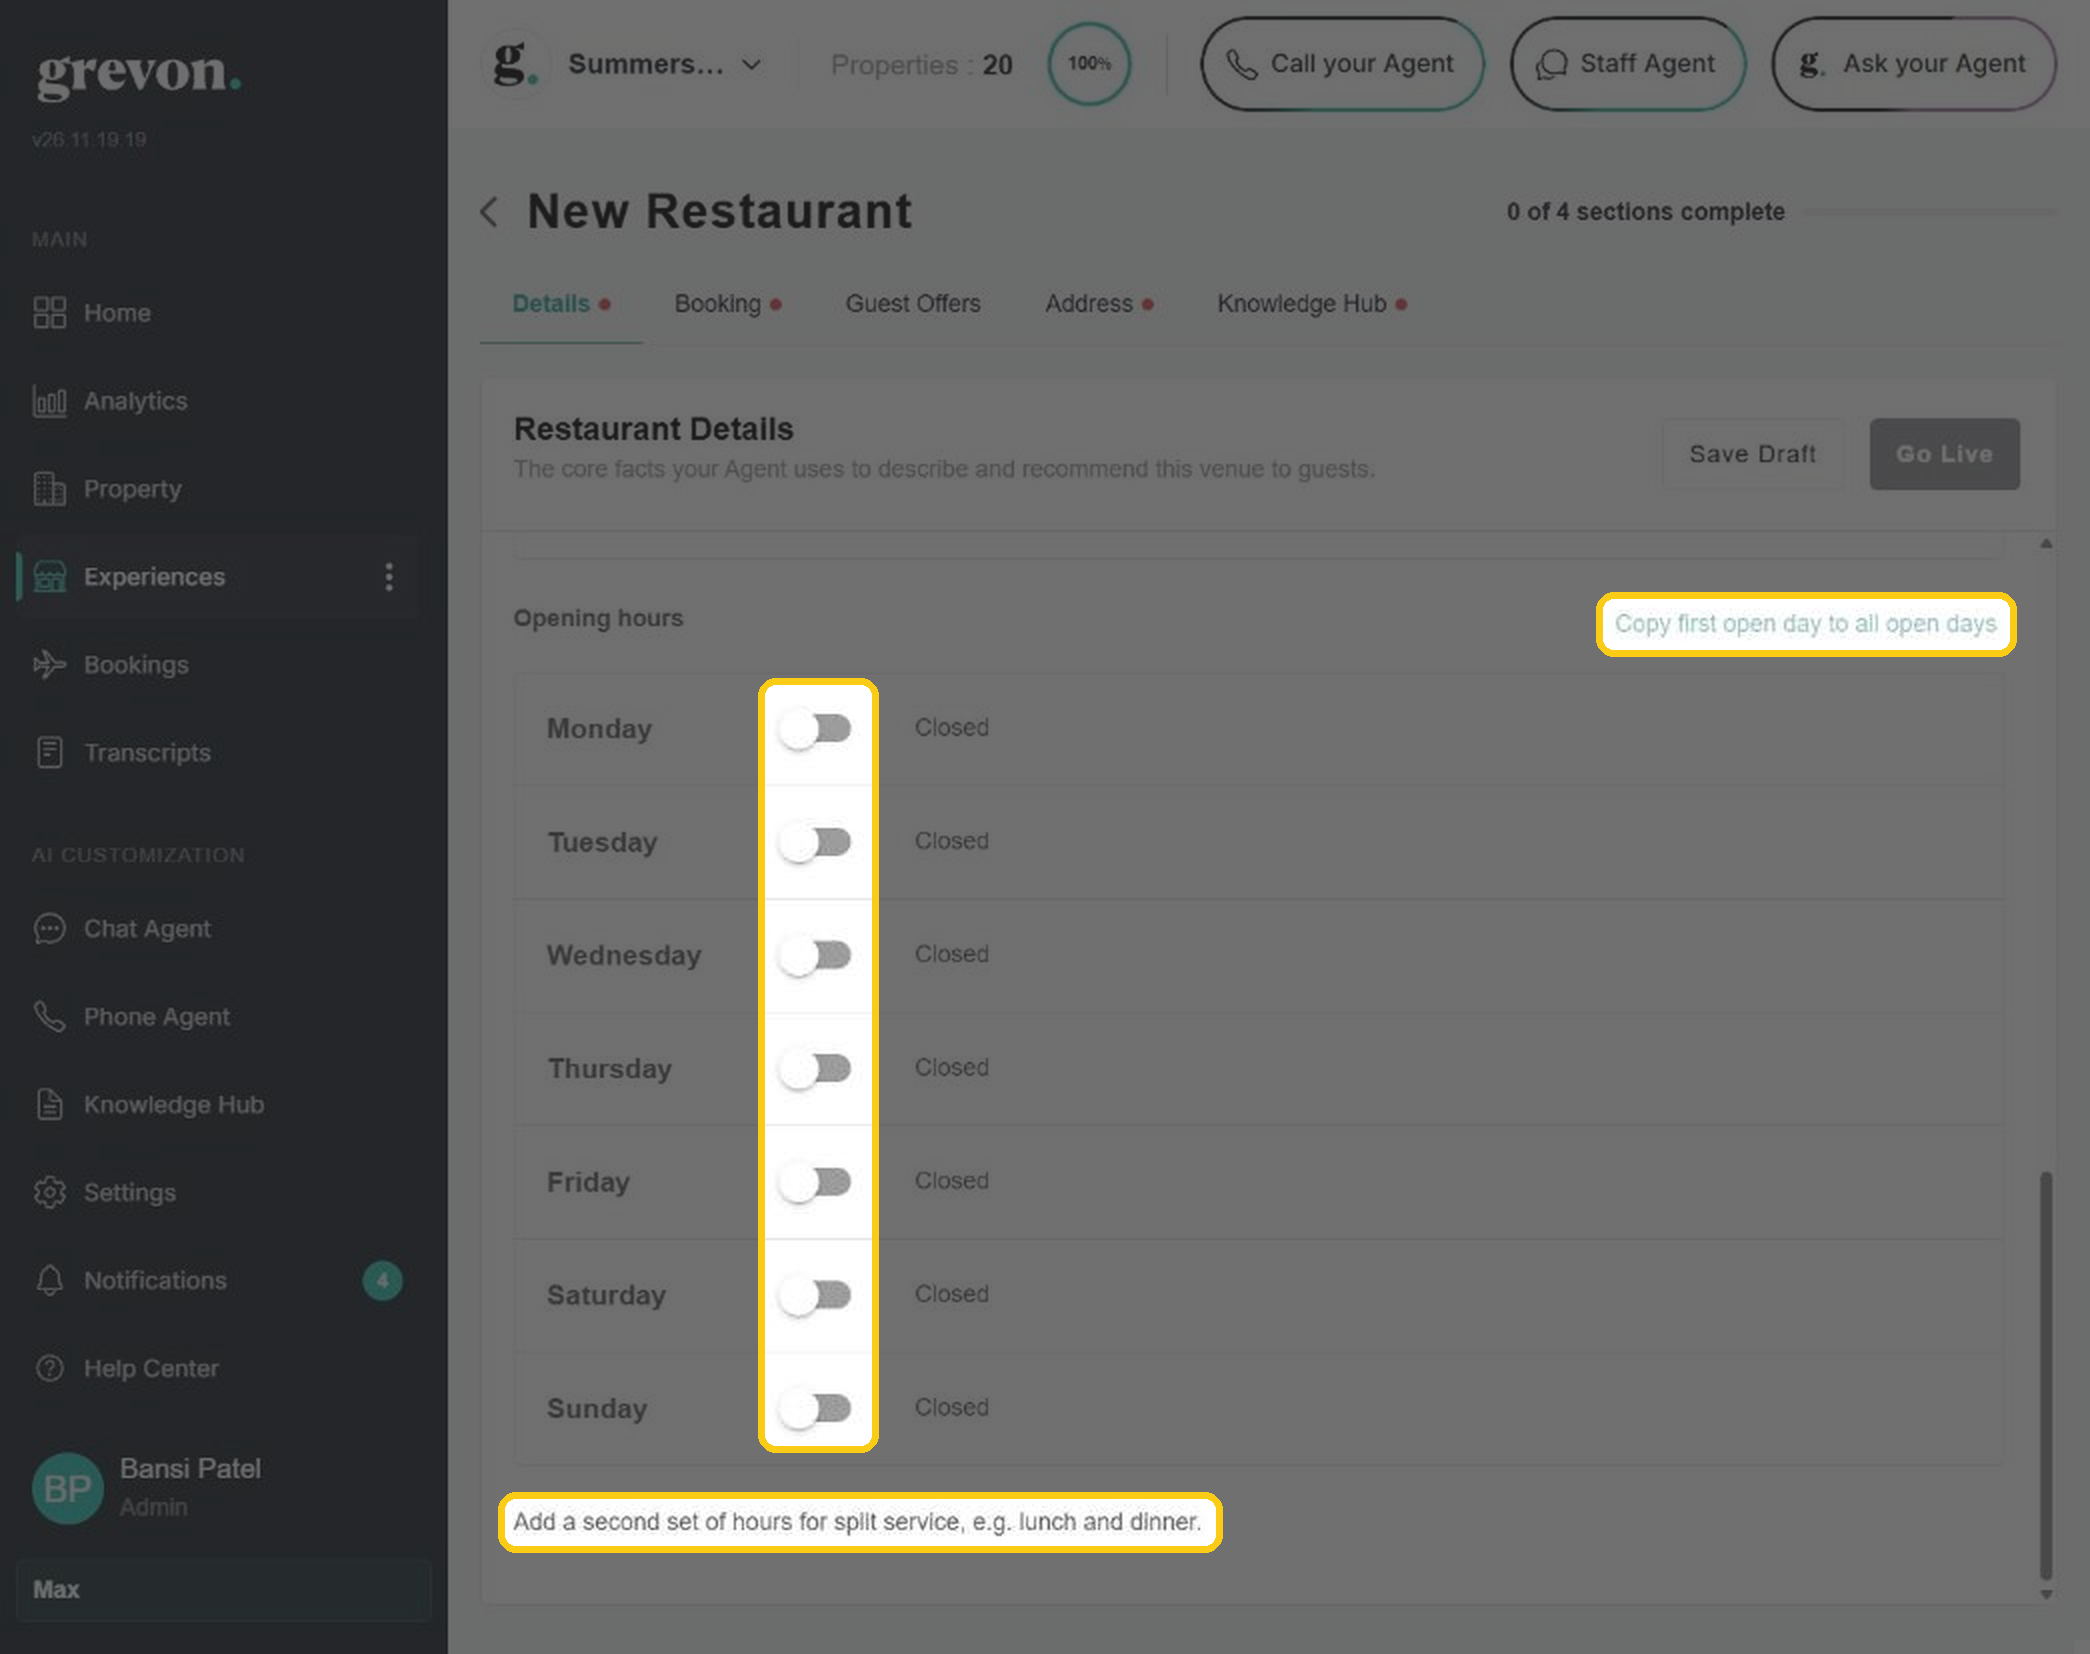 grevon.
v26.11.19.19
MAIN
Home
Analytics
Property
Experiences
Bookings
Transcripts
AI CUSTOMIZATION
Chat Agent
Phone Agent
Knowledge Hub
Settings
Notifications 4
Help Center
BP Bansi Patel
Admin
Max
g. Summers... Properties : 20 100% Call your Agent Staff Agent g. Ask your Agent
New Restaurant 0 of 4 sections complete
Details Booking Guest Offers Address Knowledge Hub
Restaurant Details
The core facts your Agent uses to describe and recommend this venue to guests.
Save Draft Go Live
Opening hours Copy first open day to all open days
Monday Closed
Tuesday Closed
Wednesday Closed
Thursday Closed
Friday Closed
Saturday Closed
Sunday Closed
Add a second set of hours for split service, e.g. lunch and dinner.